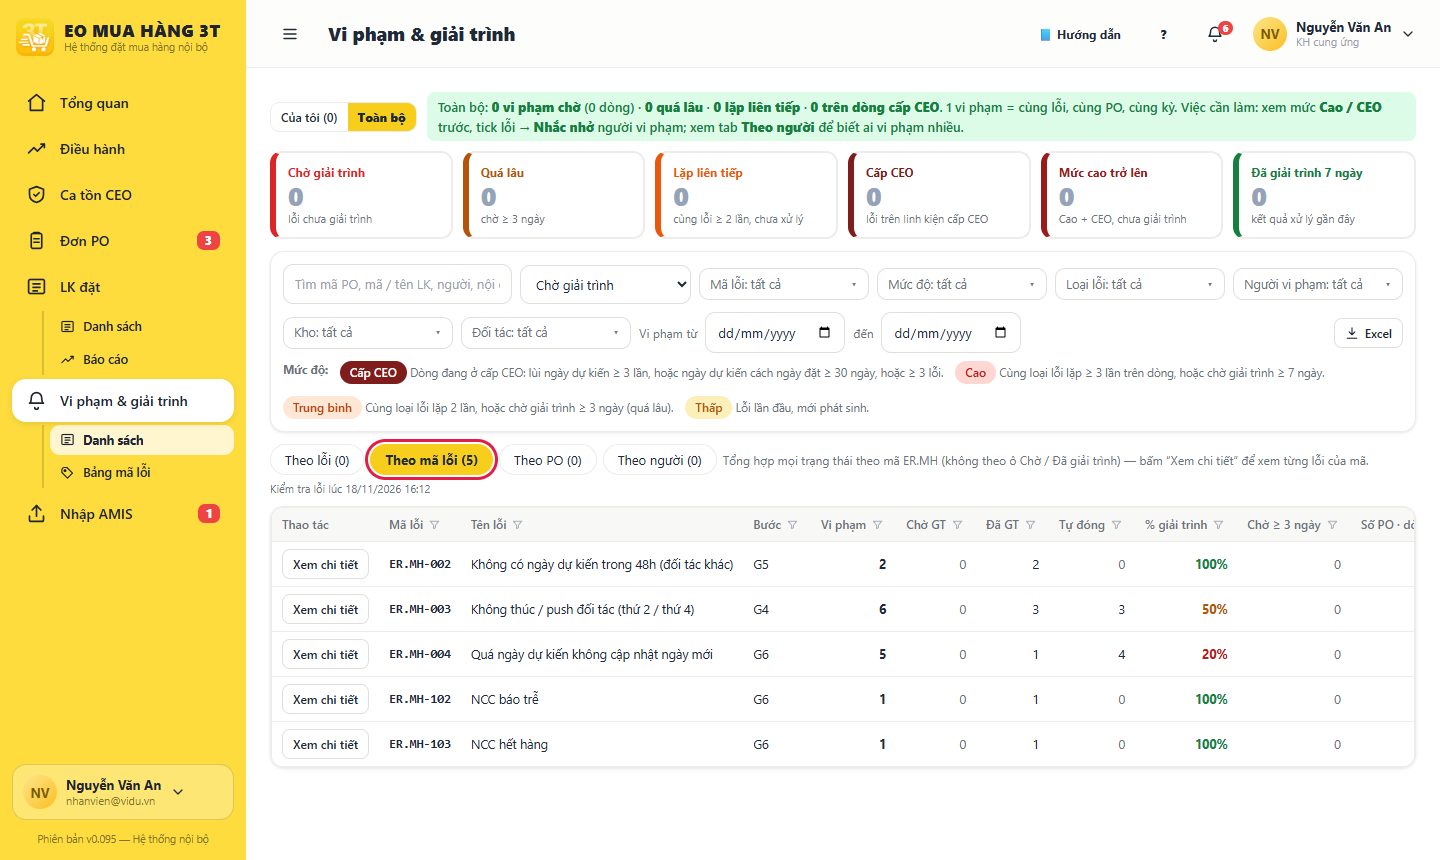 3T
EO MUA HÀNG 3T
Hệ thống đặt mua hàng nội bộ
Tổng quan
Điều hành
Ca tồn CEO
Đơn PO 3
LK đặt
Danh sách
Báo cáo
Vi phạm & giải trình
Danh sách
Bảng mã lỗi
Nhập AMIS 1
NV
Nguyễn Văn An
nhanvien@vidu.vn
Phiên bản v0.095 — Hệ thống nội bộ
Vi phạm & giải trình
Hướng dẫn
?
6
NV
Nguyễn Văn An
KH cung ứng
Của tôi (0) Toàn bộ
Toàn bộ: 0 vi phạm chờ (0 dòng) · 0 quá lâu · 0 lặp liên tiếp · 0 trên dòng cấp CEO. 1 vi phạm = cùng lỗi, cùng PO, cùng kỳ. Việc cần làm: xem mức Cao / CEO
trước, tick lỗi → Nhắc nhở người vi phạm; xem tab Theo người để biết ai vi phạm nhiều.
Chờ giải trình
0
lỗi chưa giải trình
Quá lâu
0
chờ ≥ 3 ngày
Lặp liên tiếp
0
cùng lỗi ≥ 2 lần, chưa xử lý
Cấp CEO
0
lỗi trên linh kiện cấp CEO
Mức cao trở lên
0
Cao + CEO, chưa giải trình
Đã giải trình 7 ngày
0
kết quả xử lý gần đây
Tìm mã PO, mã / tên LK, người, nội Chờ giải trình Mã lỗi: tất cả Mức độ: tất cả Loại lỗi: tất cả Người vi phạm: tất cả
Kho: tất cả Đối tác: tất cả Vi phạm từ dd/mm/yyyy đến dd/mm/yyyy Excel
Mức độ: Cấp CEO Dòng đang ở cấp CEO: lùi ngày dự kiến ≥ 3 lần, hoặc ngày dự kiến cách ngày đặt ≥ 30 ngày, hoặc ≥ 3 lỗi. Cao Cùng loại lỗi lặp ≥ 3 lần trên dòng, hoặc chờ giải trình ≥ 7 ngày.
Trung bình Cùng loại lỗi lặp 2 lần, hoặc chờ giải trình ≥ 3 ngày (quá lâu). Thấp Lỗi lần đầu, mới phát sinh.
Theo lỗi (0) Theo mã lỗi (5) Theo PO (0) Theo người (0) Tổng hợp mọi trạng thái theo mã ER.MH (không theo ô Chờ / Đã giải trình) — bấm “Xem chi tiết” để xem từng lỗi của mã.
Kiểm tra lỗi lúc 18/11/2026 16:12
Thao tác Mã lỗi Tên lỗi Bước Vi phạm Chờ GT Đã GT Tự đóng % giải trình Chờ ≥ 3 ngày Số PO · dò
Xem chi tiết ER.MH-002 Không có ngày dự kiến trong 48h (đối tác khác) G5 2 0 2 0 100% 0
Xem chi tiết ER.MH-003 Không thúc / push đối tác (thứ 2 / thứ 4) G4 6 0 3 3 50% 0
Xem chi tiết ER.MH-004 Quá ngày dự kiến không cập nhật ngày mới G6 5 0 1 4 20% 0
Xem chi tiết ER.MH-102 NCC báo trễ G6 1 0 1 0 100% 0
Xem chi tiết ER.MH-103 NCC hết hàng G6 1 0 1 0 100% 0